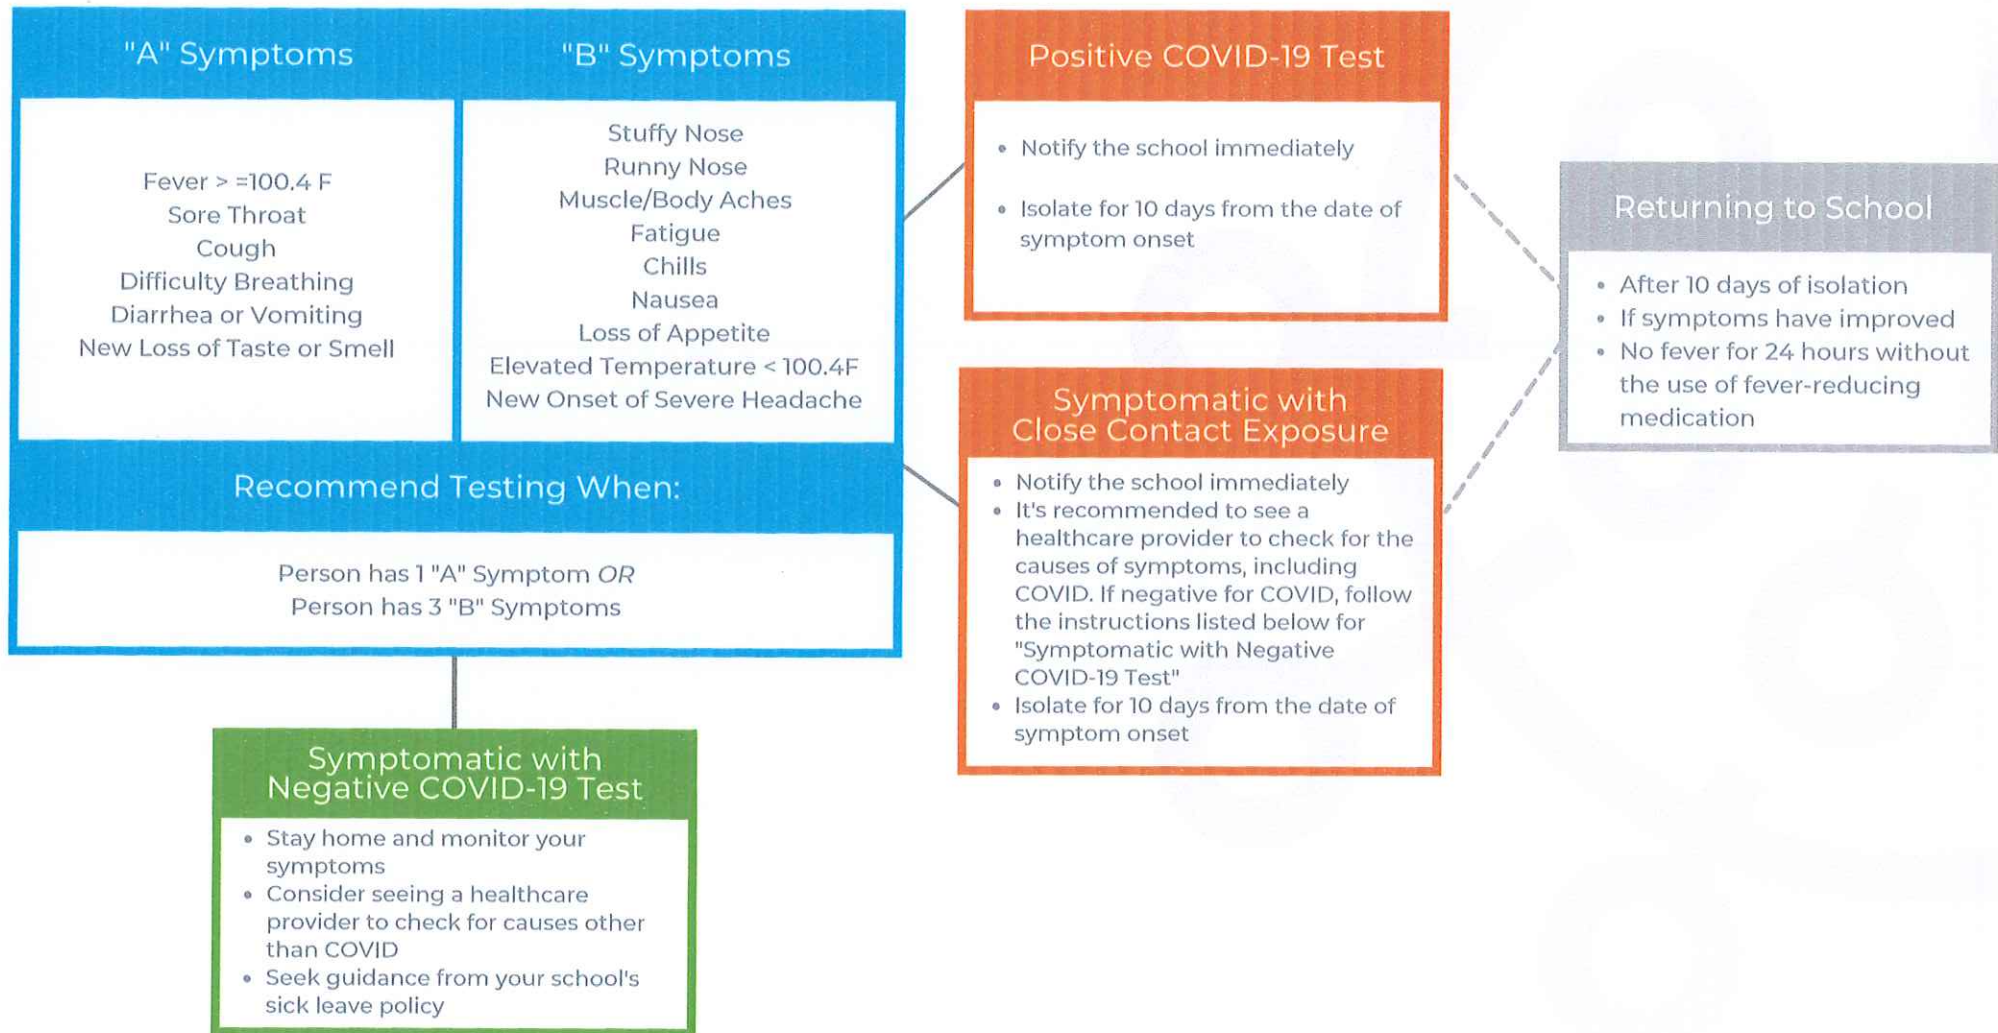 "A" Symptoms
Fever > =100.4 F
Sore Throat
Cough
Difficulty Breathing
Diarrhea or Vomiting
New Loss of Taste or Smell
"B" Symptoms
Stuffy Nose
Runny Nose
Muscle/Body Aches
Fatigue
Chills
Nausea
Loss of Appetite
Elevated Temperature < 100.4F
New Onset of Severe Headache
Recommend Testing When:
Person has 1 "A" Symptom OR
Person has 3 "B" Symptoms
Positive COVID-19 Test
• Notify the school immediately
• Isolate for 10 days from the date of
symptom onset
Symptomatic with
Close Contact Exposure
• Notify the school immediately
• It's recommended to see a
healthcare provider to check for the
causes of symptoms, including
COVID. If negative for COVID, follow
the instructions listed below for
"Symptomatic with Negative
COVID-19 Test"
• Isolate for 10 days from the date of
symptom onset
Returning to School
• After 10 days of isolation
• If symptoms have improved
• No fever for 24 hours without
the use of fever-reducing
medication
Symptomatic with
Negative COVID-19 Test
• Stay home and monitor your
symptoms
• Consider seeing a healthcare
provider to check for causes other
than COVID
• Seek guidance from your school's
sick leave policy